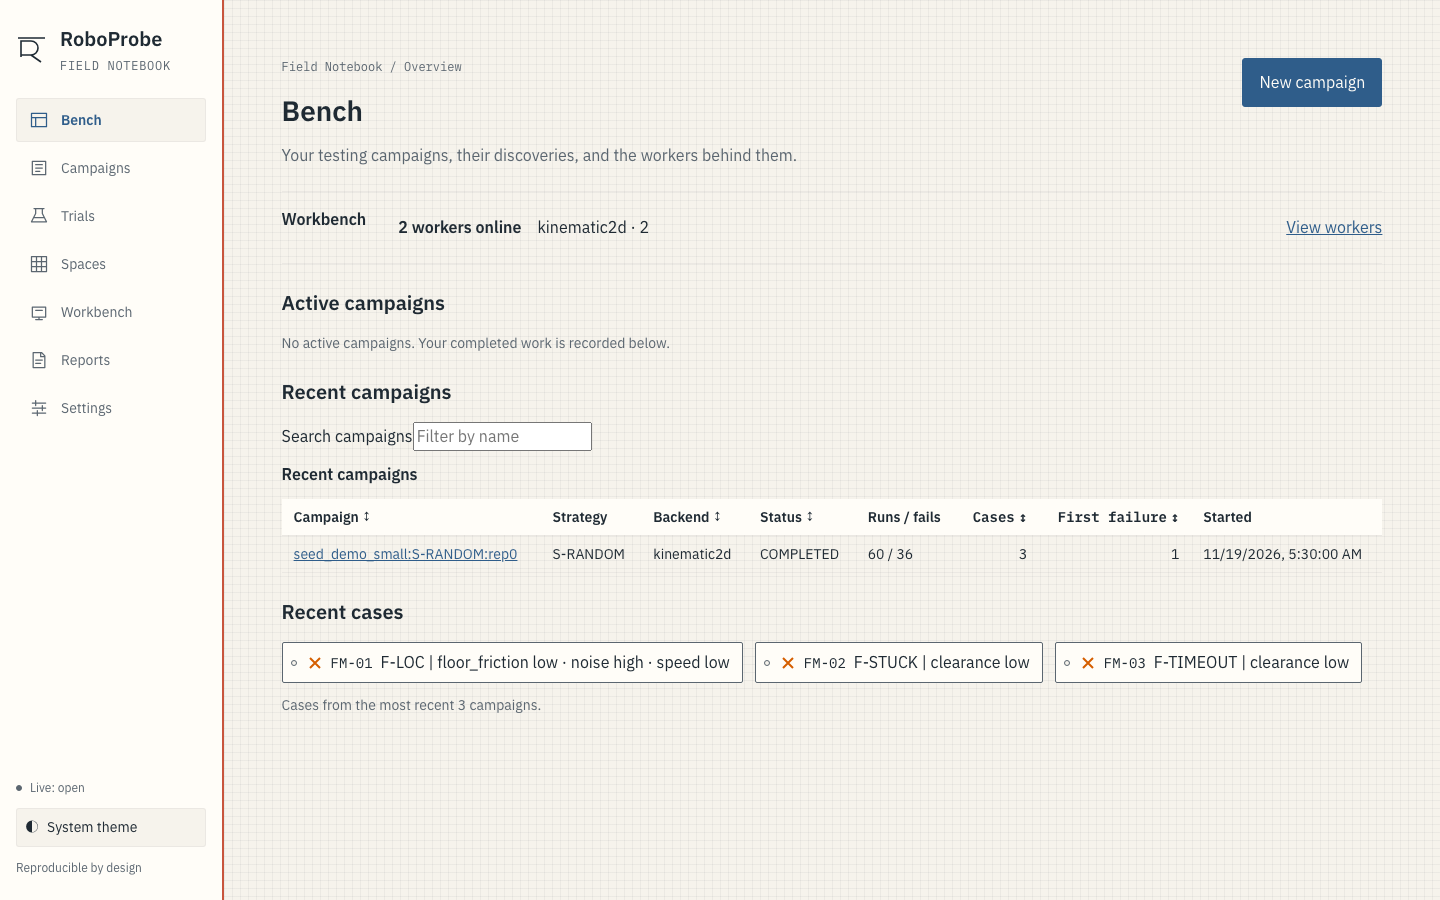 RoboProbe
FIELD NOTEBOOK
Bench
Campaigns
Trials
Spaces
Workbench
Reports
Settings
Live: open
System theme
Reproducible by design
Field Notebook / Overview
New campaign
Bench
Your testing campaigns, their discoveries, and the workers behind them.
Workbench 2 workers online kinematic2d · 2 View workers
Active campaigns
No active campaigns. Your completed work is recorded below.
Recent campaigns
Search campaigns Filter by name
Recent campaigns
Campaign ↕ Strategy Backend ↕ Status ↕ Runs / fails Cases ↕ First failure ↕ Started
seed_demo_small:S-RANDOM:rep0 S-RANDOM kinematic2d COMPLETED 60 / 36 3 1 11/19/2026, 5:30:00 AM
Recent cases
FM-01 F-LOC | floor_friction low · noise high · speed low FM-02 F-STUCK | clearance low FM-03 F-TIMEOUT | clearance low
Cases from the most recent 3 campaigns.